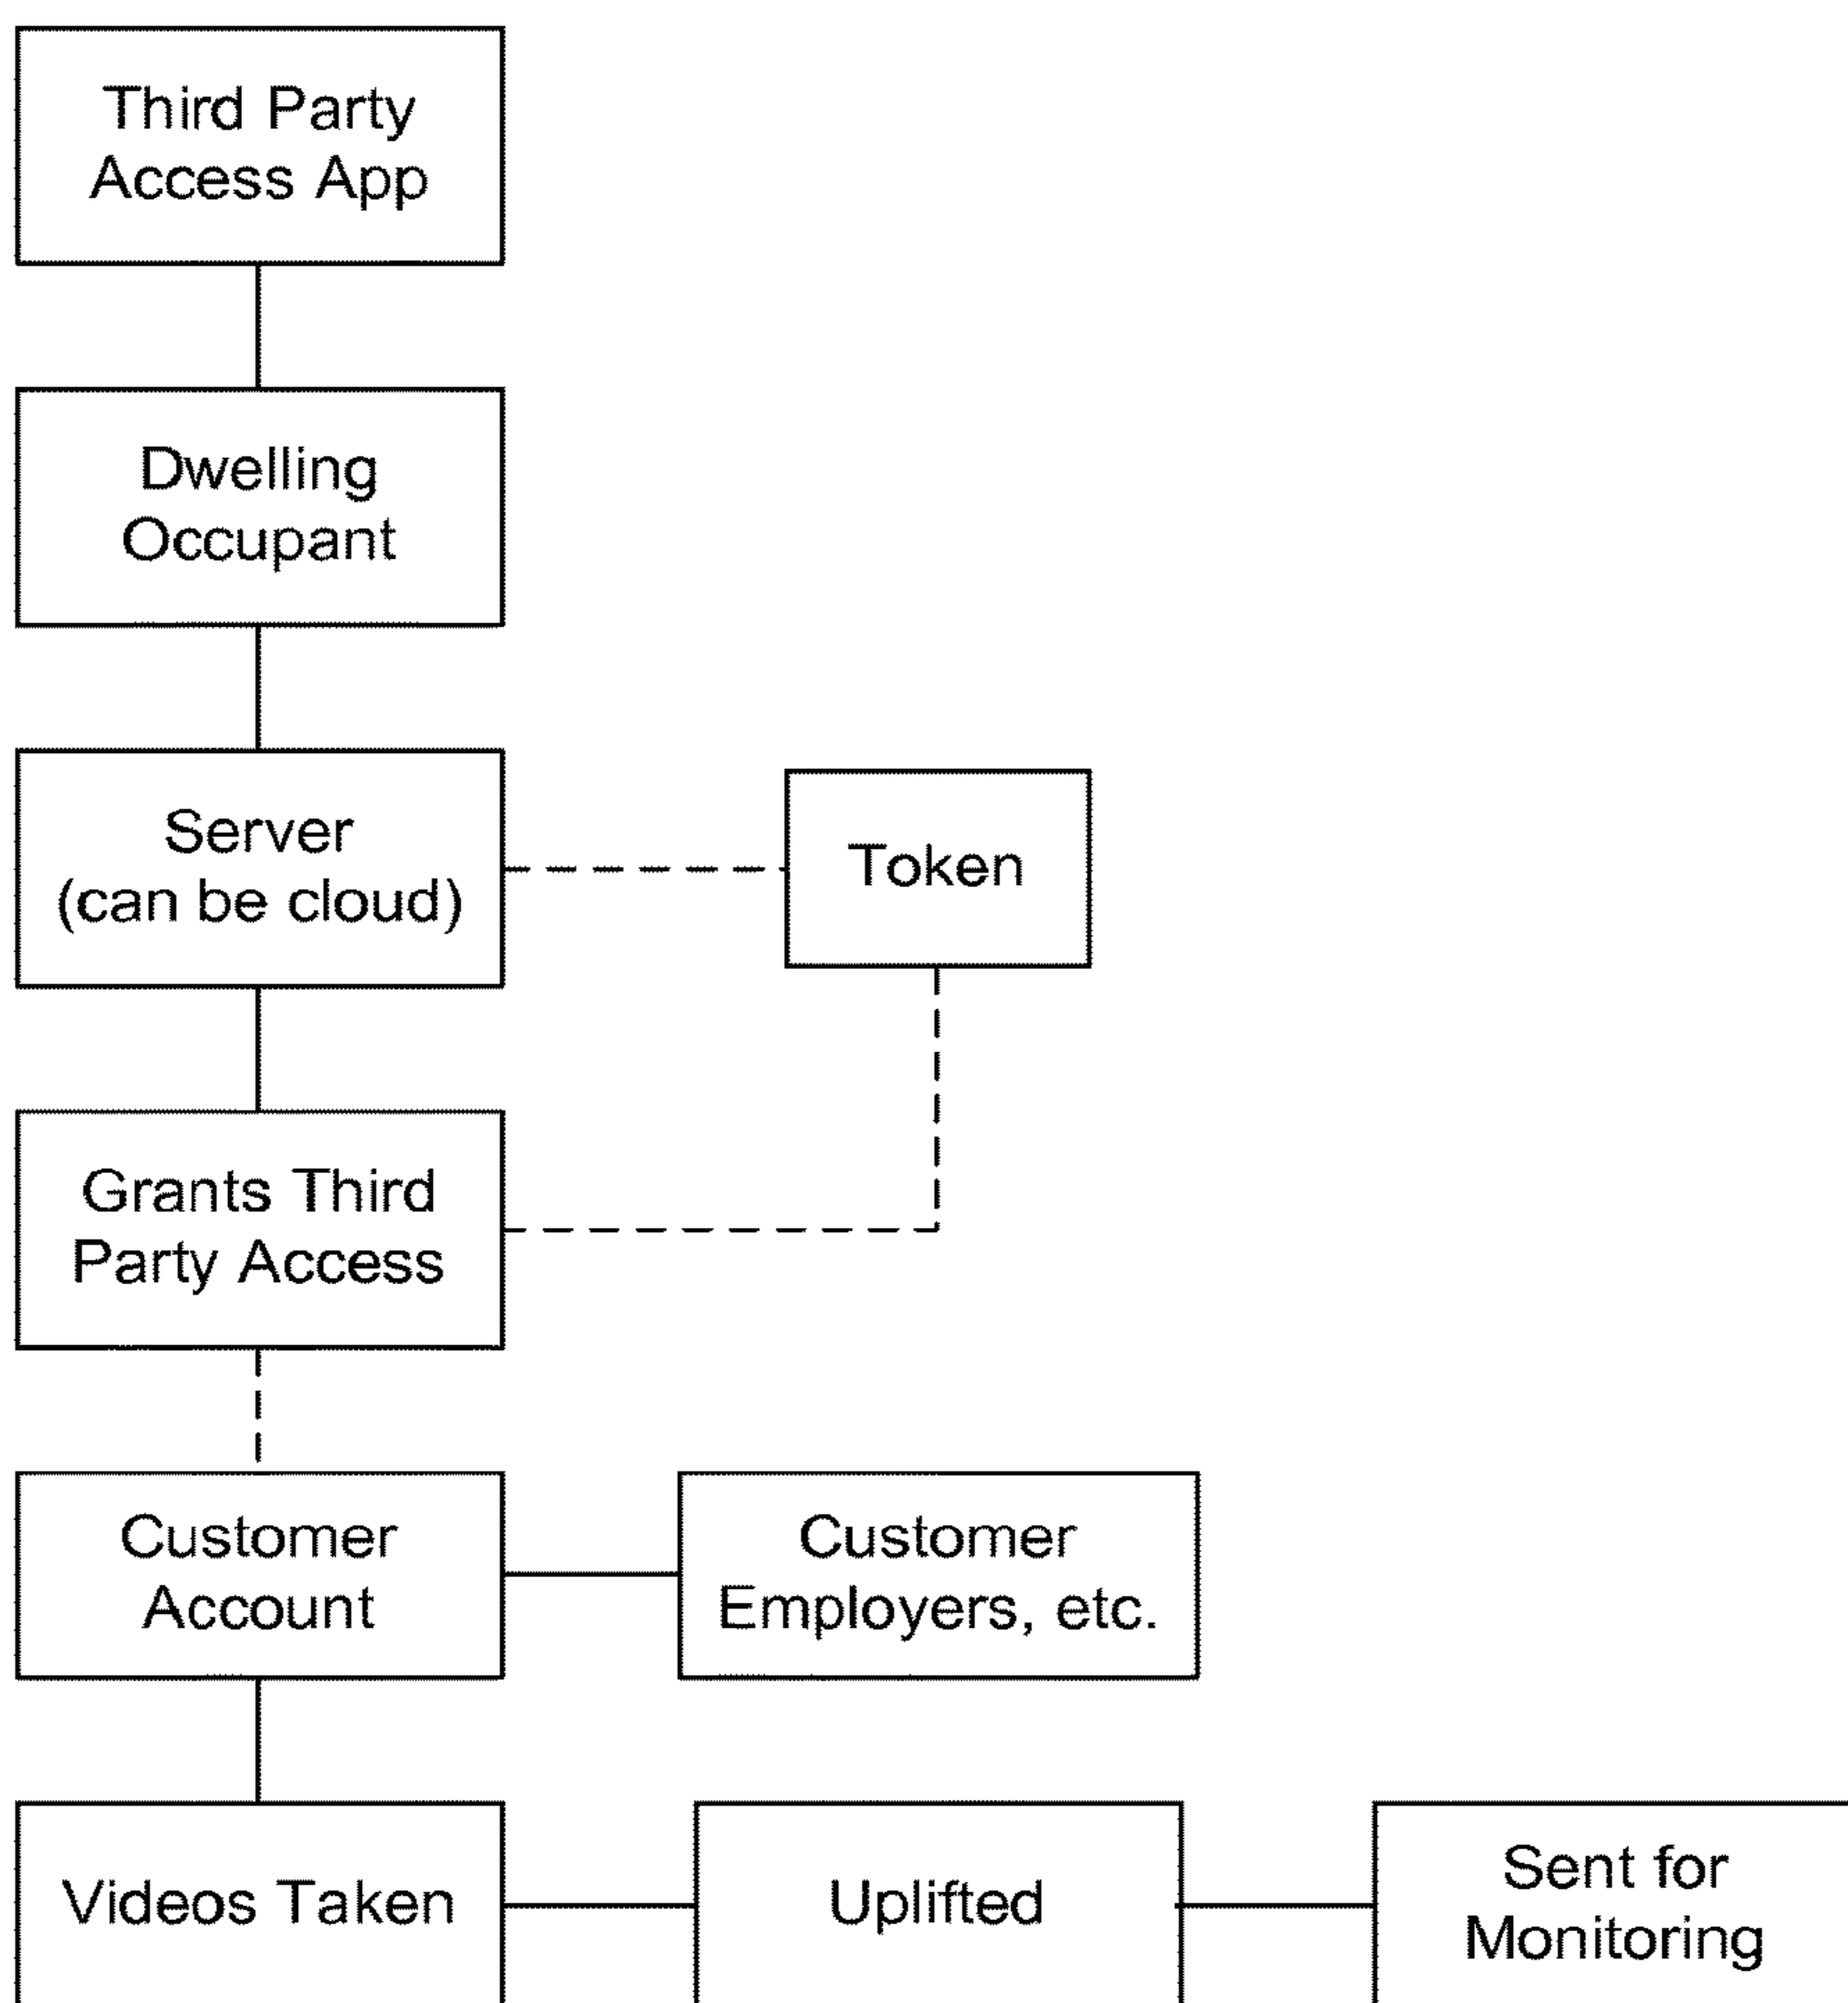 Third Party
Access App
Dwelling
Occupant
Server
(can be cloud)
Token
Grants Third
Party Access
Customer
Account
Customer
Employers, etc.
Videos Taken
Uplifted
Sent for
Monitoring